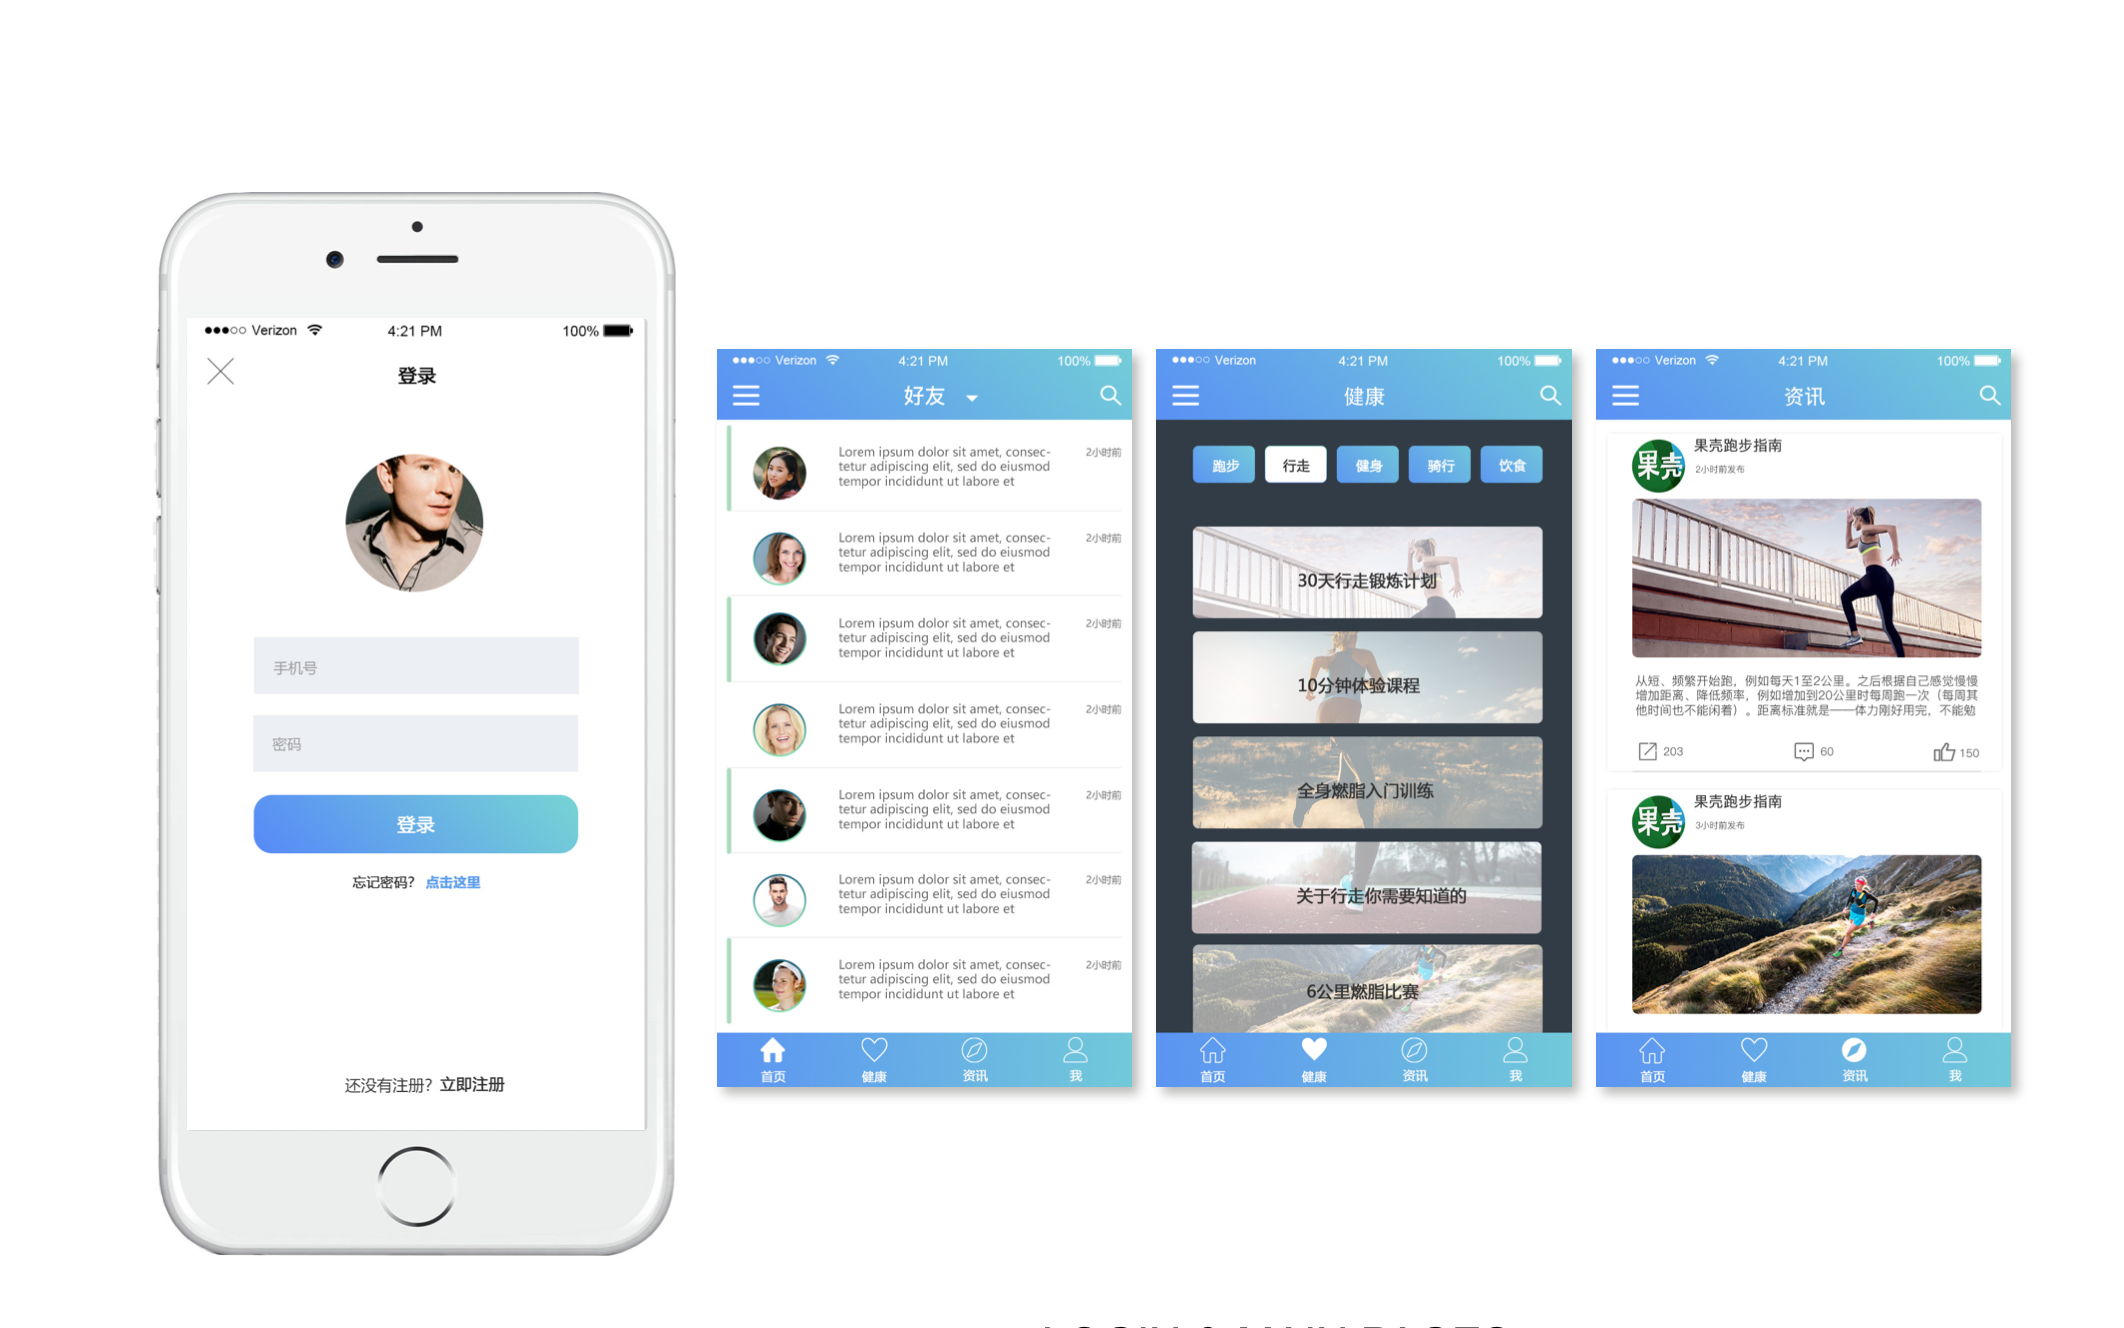 Verizon 4:21 PM 100%
登录
手机号
密码
登录
忘记密码? 点击这里
还没有注册? 立即注册
Verizon 4:21 PM 100%
好友
Lorem ipsum dolor sit amet, consec-
tetur adipiscing elit, sed do eiusmod
tempor incididunt ut labore et
2小时前
Lorem ipsum dolor sit amet, consec-
tetur adipiscing elit, sed do eiusmod
tempor incididunt ut labore et
2小时前
Lorem ipsum dolor sit amet, consec-
tetur adipiscing elit, sed do eiusmod
tempor incididunt ut labore et
2小时前
Lorem ipsum dolor sit amet, consec-
tetur adipiscing elit, sed do eiusmod
tempor incididunt ut labore et
2小时前
Lorem ipsum dolor sit amet, consec-
tetur adipiscing elit, sed do eiusmod
tempor incididunt ut labore et
2小时前
Lorem ipsum dolor sit amet, consec-
tetur adipiscing elit, sed do eiusmod
tempor incididunt ut labore et
2小时前
Lorem ipsum dolor sit amet, consec-
tetur adipiscing elit, sed do eiusmod
tempor incididunt ut labore et
2小时前
首页 健康 资讯 我
Verizon 4:21 PM 100%
健康
跑步 行走 健身 骑行 饮食
30天行走锻炼计划
10分钟体验课程
全身燃脂入门训练
关于行走你需要知道的
6公里燃脂比赛
首页 健康 资讯 我
Verizon 4:21 PM 100%
资讯
果壳
果壳跑步指南
2小时前发布
从短、频繁开始跑，例如每天1至2公里。之后根据自己感觉慢慢
增加距离、降低频率，例如增加到20公里时每周跑一次（每周其
他时间也不能闲着）。距离标准就是——体力刚好用完，不能勉
203 60 150
果壳
果壳跑步指南
3小时前发布
首页 健康 资讯 我